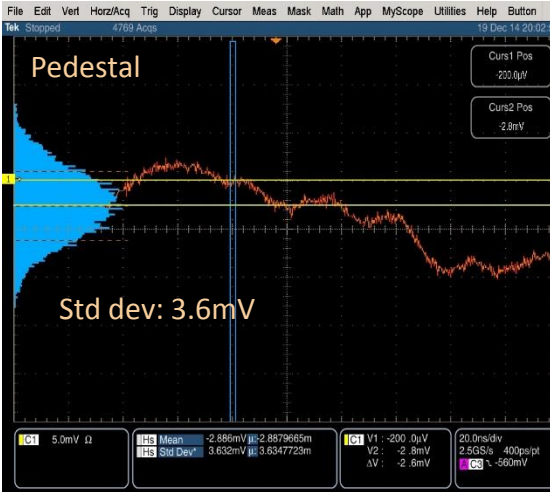 File Edit Vert Horz/Acq Trig Display Cursor Meas Mask Math App MyScope Utilities Help Button
Tek Stopped 4769 Acqs 19 Dec 14 20:02:
Pedestal
Curs1 Pos
-200.0µV
Curs2 Pos
-2.8mV
1
Std dev: 3.6mV
C1 5.0mV Ω
Hs Mean -2.886mV µ:-2.8879665m
Hs Std Dev* 3.632mV µ: 3.6347723m
C1 V1 : -200 .0µV
V2 : -2 .8mV
ΔV : -2 .6mV
20.0ns/div
2.5GS/s 400ps/pt
A C3 -560mV